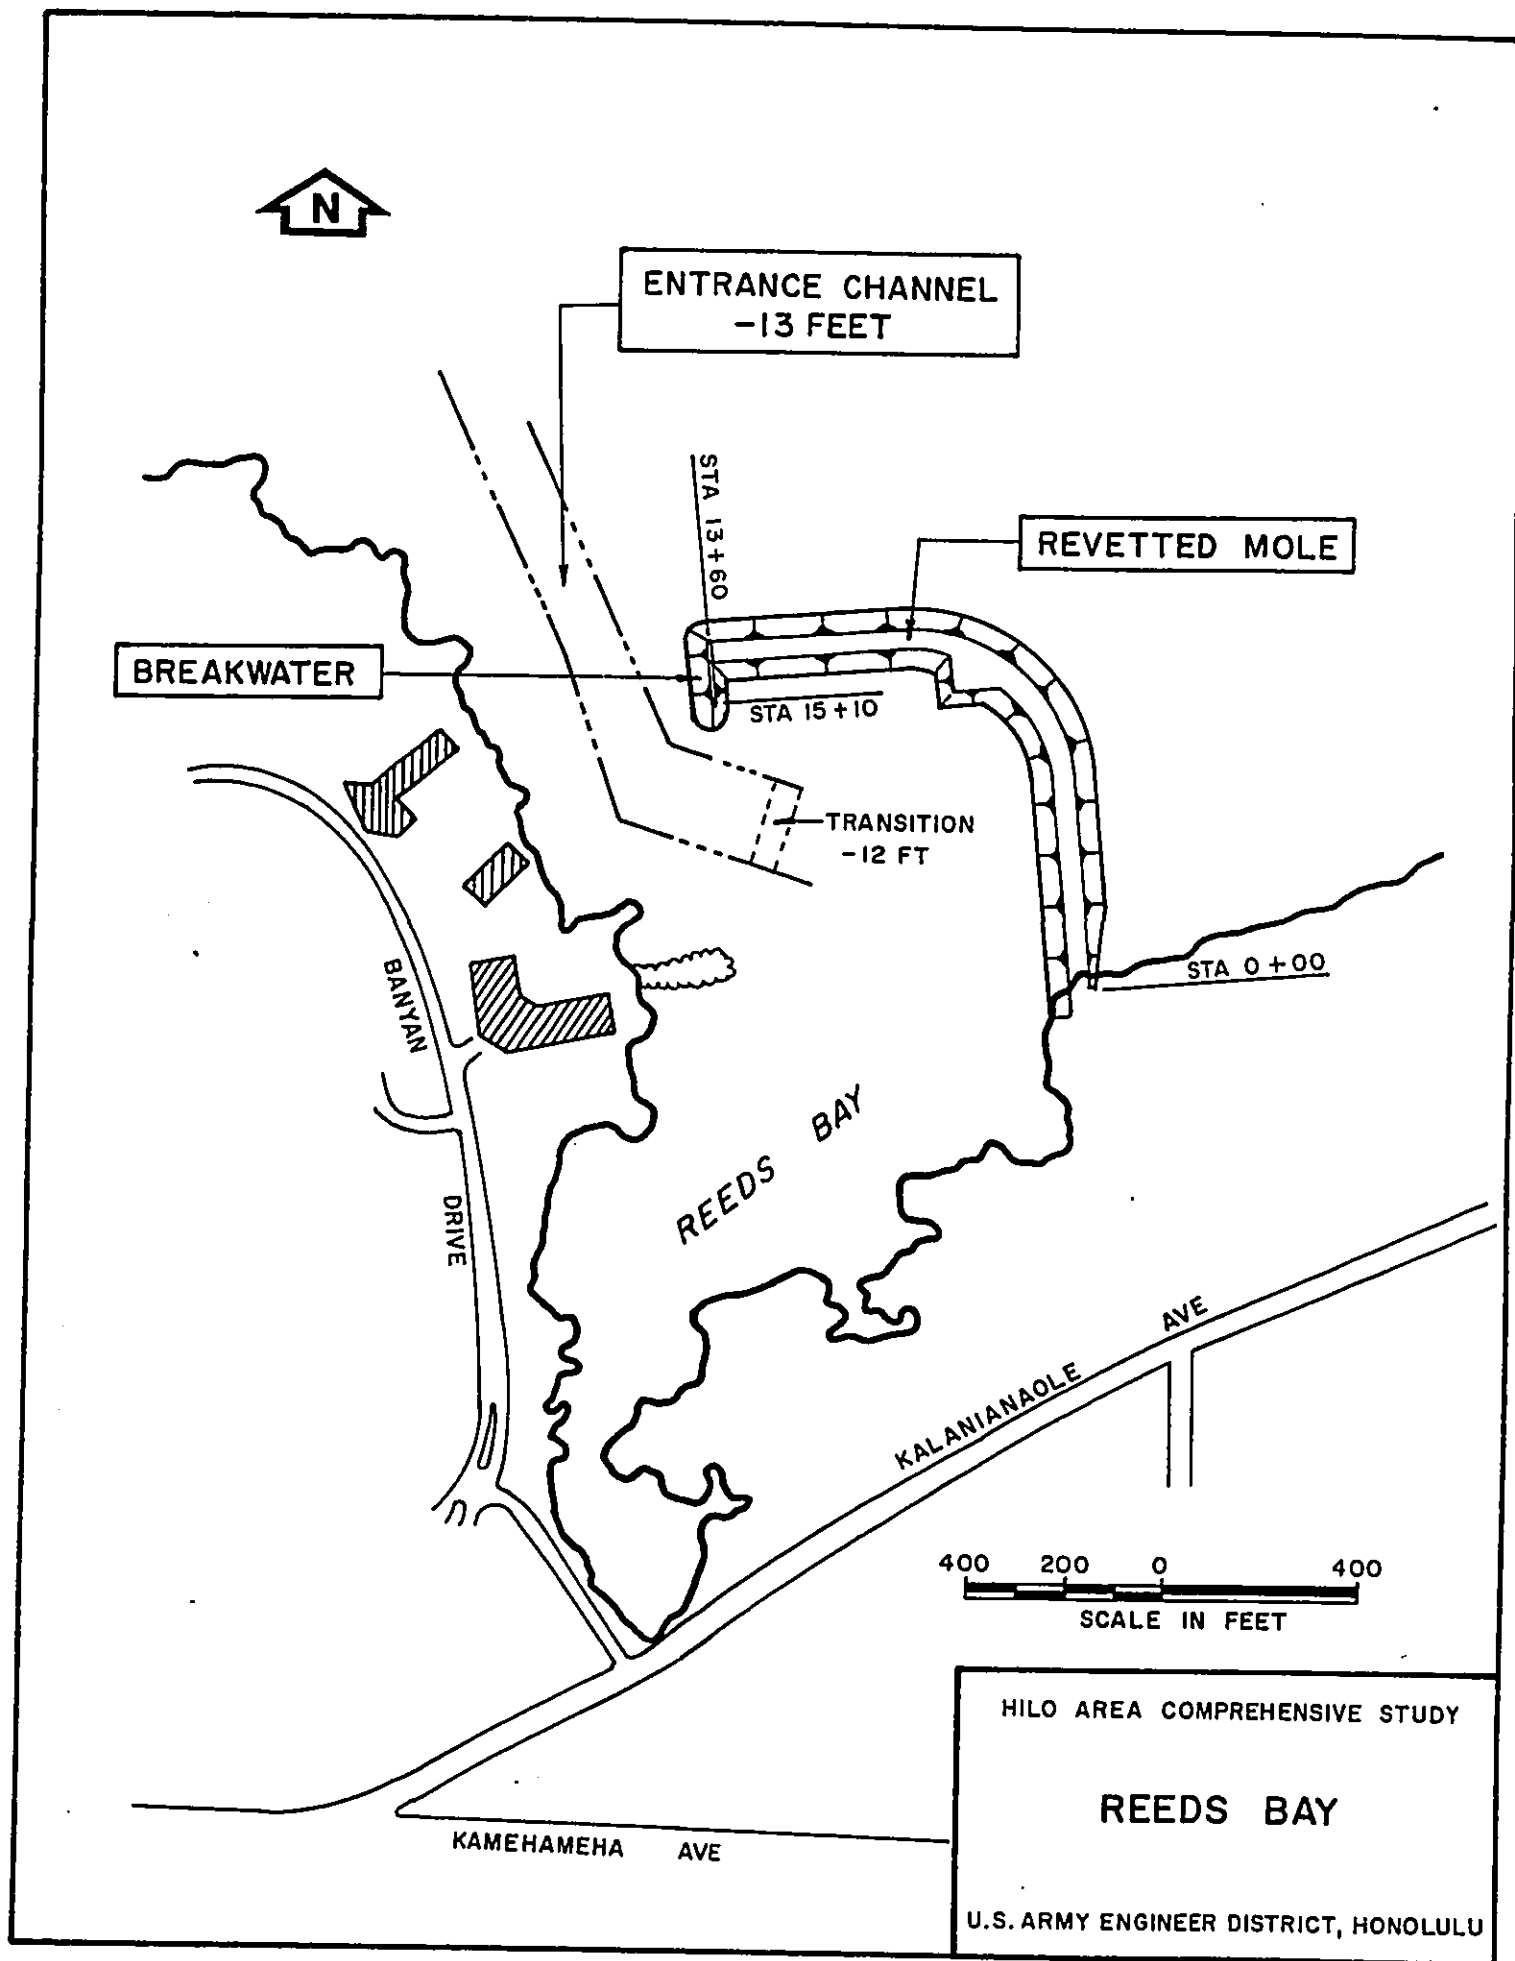 N
ENTRANCE CHANNEL
-13 FEET
STA 13+60
REVETTED MOLE
BREAKWATER
STA 15+10
TRANSITION
-12 FT
STA 0+00
BANYAN
DRIVE
REEDS BAY
KALANIANAOLE AVE
400 200 0 400
SCALE IN FEET
KAMEHAMEHA AVE
HILO AREA COMPREHENSIVE STUDY
REEDS BAY
U.S. ARMY ENGINEER DISTRICT, HONOLULU